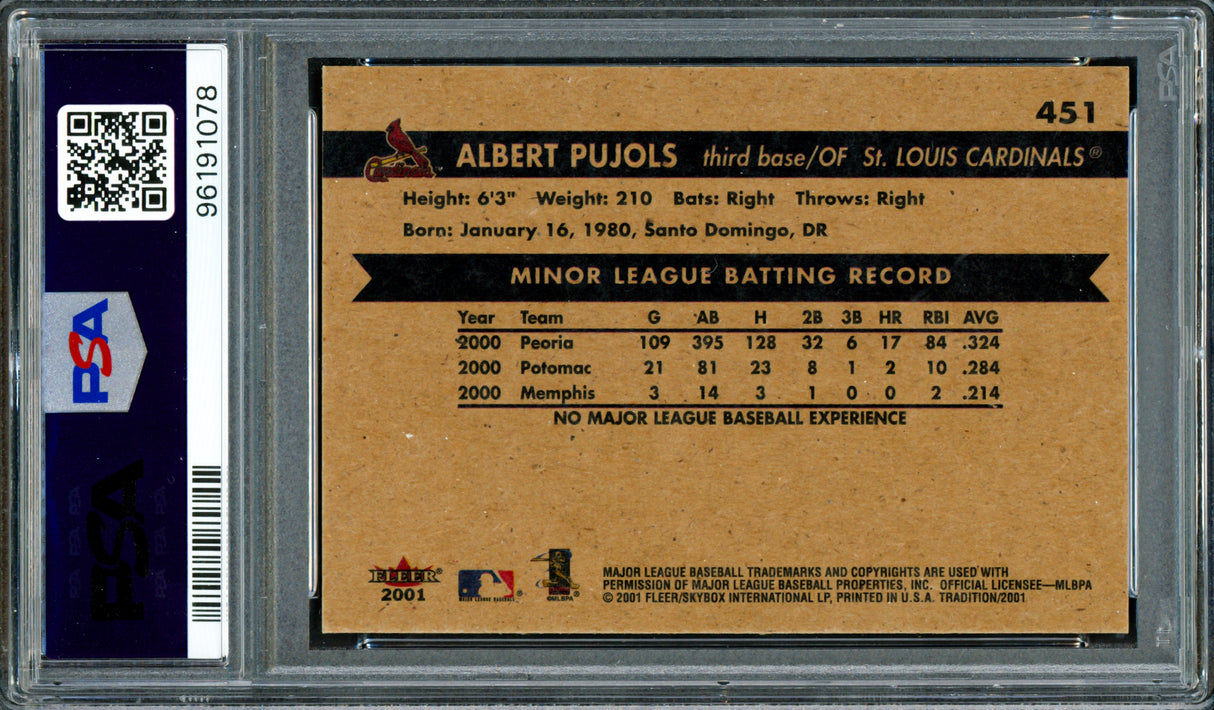 PSA
96191078
PSA
451
Cardinals
ALBERT PUJOLS third base/OF St. LOUIS CARDINALS®
Height: 6'3" Weight: 210 Bats: Right Throws: Right
Born: January 16, 1980, Santo Domingo, DR
MINOR LEAGUE BATTING RECORD
Year Team G AB H 2B 3B HR RBI AVG
2000 Peoria 109 395 128 32 6 17 84 .324
2000 Potomac 21 81 23 8 1 2 10 .284
2000 Memphis 3 14 3 1 0 0 2 .214
NO MAJOR LEAGUE BASEBALL EXPERIENCE
FLEER®
2001
MAJOR LEAGUE BASEBALL®
©MLBPA
MAJOR LEAGUE BASEBALL TRADEMARKS AND COPYRIGHTS ARE USED WITH
PERMISSION OF MAJOR LEAGUE BASEBALL PROPERTIES, INC. OFFICIAL LICENSEE—MLBPA
© 2001 FLEER/SKYBOX INTERNATIONAL LP, PRINTED IN U.S.A. TRADITION/2001
PSA